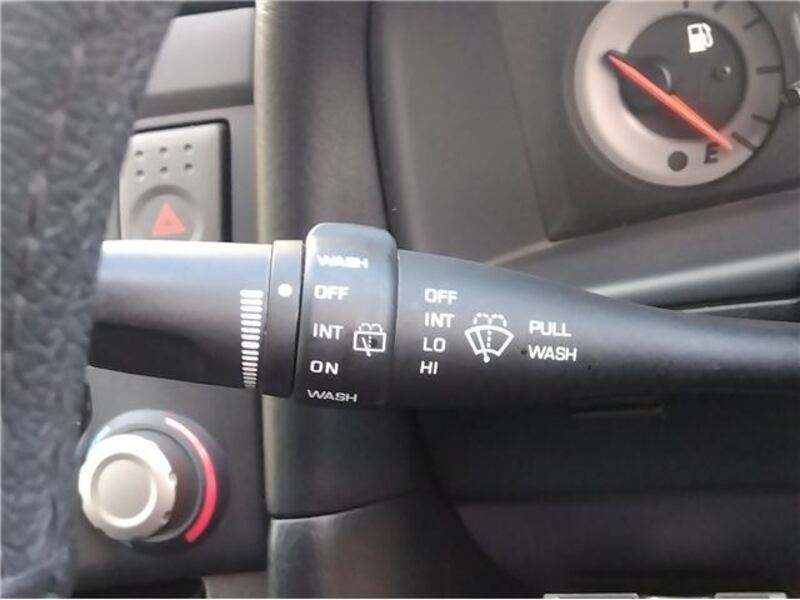 E
WASH
OFF
INT
ON
WASH
OFF
INT
LO
HI
PULL
WASH